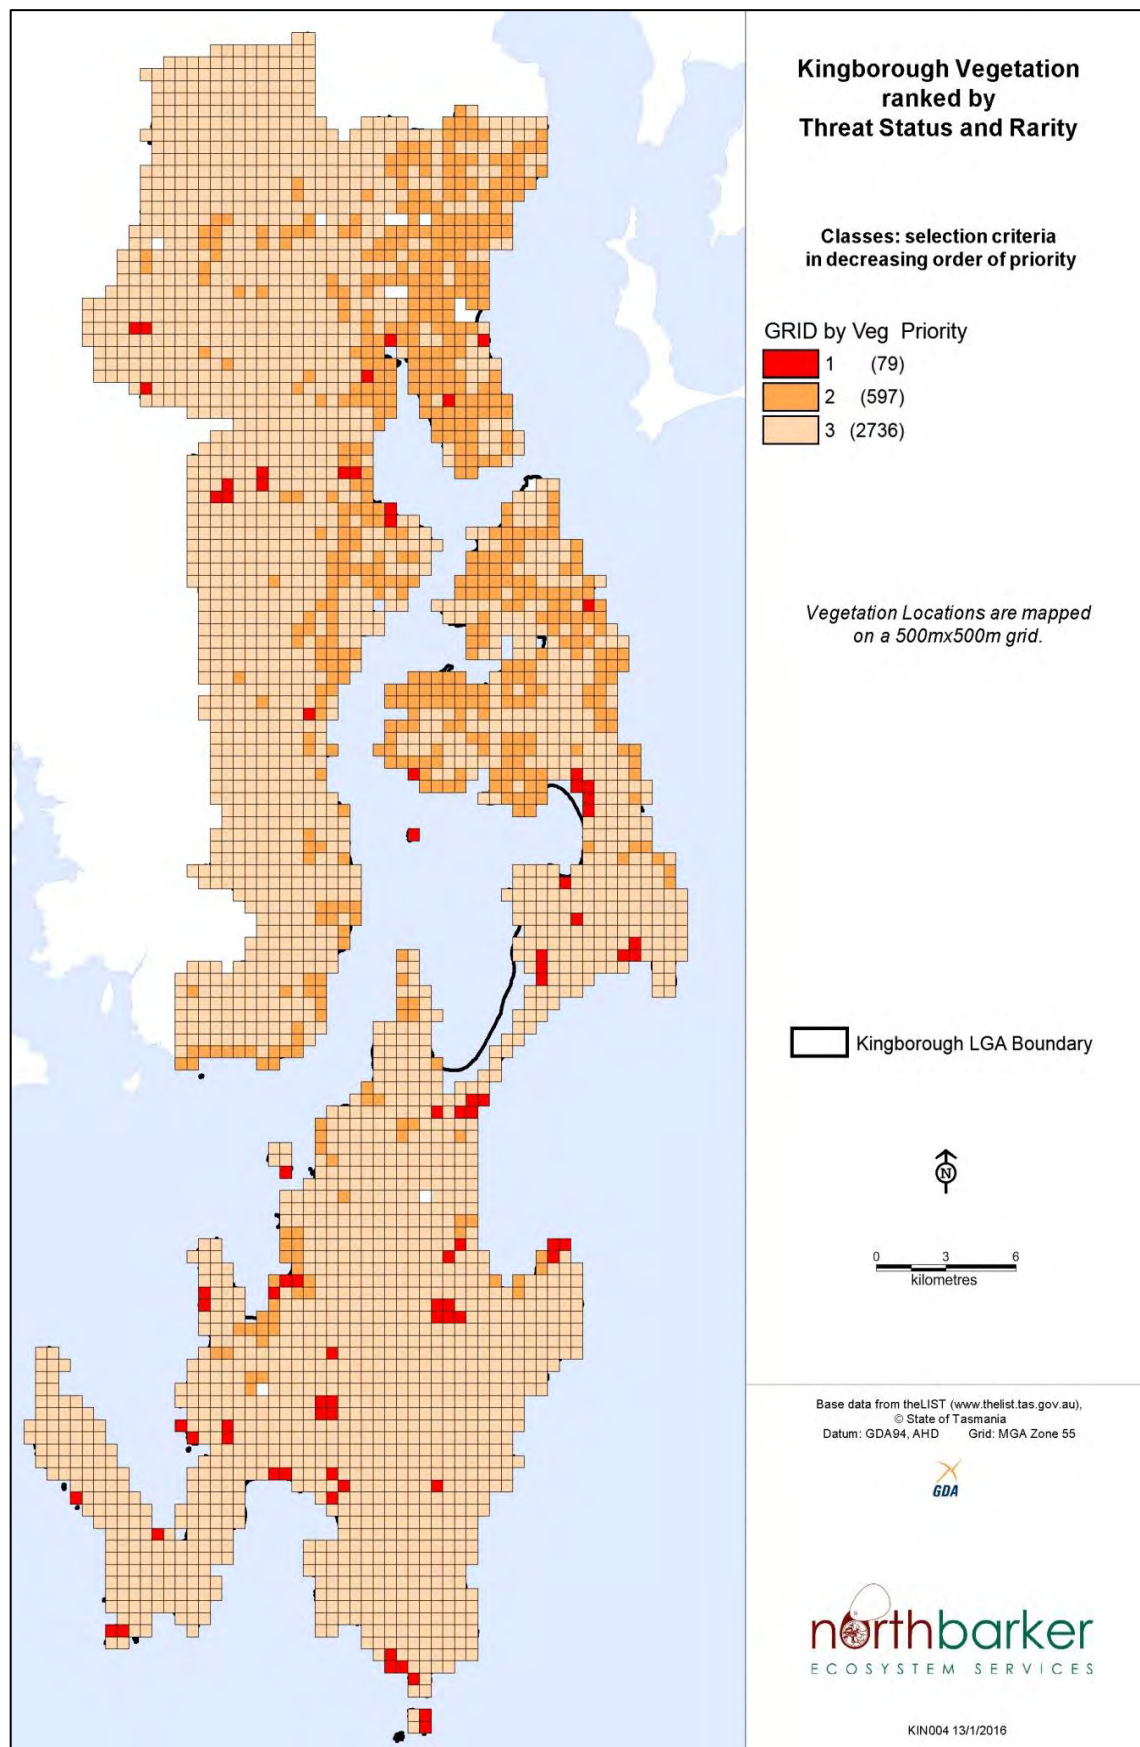 Kingborough Vegetation
ranked by
Threat Status and Rarity
Classes: selection criteria
in decreasing order of priority
GRID by Veg Priority
1 (79)
2 (597)
3 (2736)
Vegetation Locations are mapped
on a 500mx500m grid.
Kingborough LGA Boundary
N
0 3 6
kilometres
Base data from theLIST (www.thelist.tas.gov.au),
© State of Tasmania
Datum: GDA94, AHD Grid: MGA Zone 55
GDA
northbarker
ECOSYSTEM SERVICES
KIN004 13/1/2016